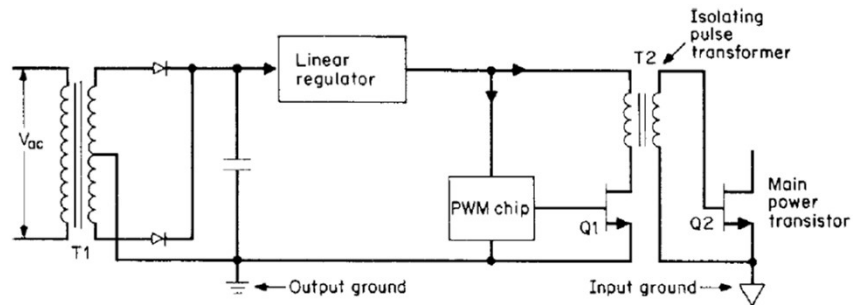 Isolating
pulse
transformer
T2
Linear
regulator
Vac
PWM chip
Q1
Q2
Main
power
transistor
T1
Output ground
Input ground